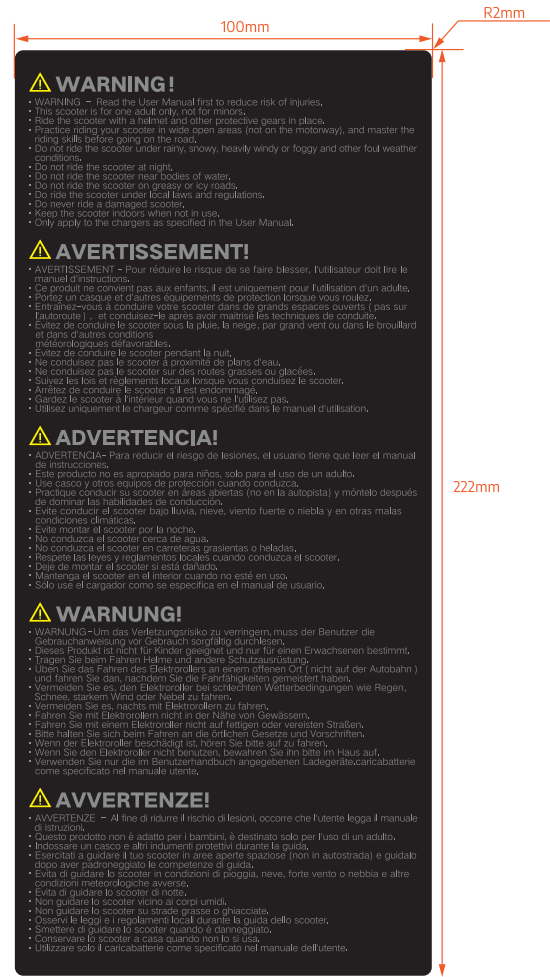 100mm
R2mm
222mm
WARNING!
• WARNING - Read the User Manual first to reduce risk of injuries.
• This scooter is for one adult only, not for minors.
• Ride the scooter with a helmet and other protective gears in place.
• Practice riding your scooter in wide open areas (not on the motorway), and master the
riding skills before going on the road.
• Do not ride the scooter under rainy, snowy, heavily windy or foggy and other foul weather
conditions.
• Do not ride the scooter at night.
• Do not ride the scooter near bodies of water.
• Do not ride the scooter on greasy or icy roads.
• Do ride the scooter under local laws and regulations.
• Do never ride a damaged scooter.
• Keep the scooter indoors when not in use.
• Only apply to the chargers as specified in the User Manual.
AVERTISSEMENT!
• AVERTISSEMENT - Pour réduire le risque de se faire blesser, l'utilisateur doit lire le
manuel d'instructions.
• Ce produit ne convient pas aux enfants, il est uniquement pour l'utilisation d'un adulte.
• Portez un casque et d'autres équipements de protection lorsque vous roulez.
• Entraînez-vous à conduire votre scooter dans de grands espaces ouverts ( pas sur
l'autoroute ) , et conduisez-le après avoir maîtrisé les techniques de conduite.
• Evitez de conduire le scooter sous la pluie, la neige, par grand vent ou dans le brouillard
et dans d'autres conditions
météorologiques défavorables.
• Évitez de conduire le scooter pendant la nuit.
• Ne conduisez pas le scooter à proximité de plans d'eau.
• Ne conduisez pas le scooter sur des routes grasses ou glacées.
• Suivez les lois et règlements locaux lorsque vous conduisez le scooter.
• Arrêtez de conduire le scooter s'il est endommagé.
• Gardez le scooter à l'intérieur quand vous ne l'utilisez pas.
• Utilisez uniquement le chargeur comme spécifié dans le manuel d'utilisation.
ADVERTENCIA!
• ADVERTENCIA- Para reducir el riesgo de lesiones, el usuario tiene que leer el manual
de instrucciones.
• Este producto no es apropiado para niños, solo para el uso de un adulto.
• Use casco y otros equipos de protección cuando conduzca.
• Practique conducir su scooter en áreas abiertas (no en la autopista) y móntelo después
de dominar las habilidades de conducción.
• Evite conducir el scooter bajo lluvia, nieve, viento fuerte o niebla y en otras malas
condiciones climáticas.
• Evite montar el scooter por la noche.
• No conduzca el scooter cerca de agua.
• No conduzca el scooter en carreteras grasientas o heladas.
• Respete las leyes y reglamentos locales cuando conduzca el scooter.
• Deje de montar el scooter si está dañado.
• Mantenga el scooter en el interior cuando no esté en uso.
• Sólo use el cargador como se especifica en el manual de usuario.
WARNUNG!
• WARNUNG-Um das Verletzungsrisiko zu verringern, muss der Benutzer die
Gebrauchanweisung vor Gebrauch sorgfältig durchlesen.
• Dieses Produkt ist nicht für Kinder geeignet und nur für einen Erwachsenen bestimmt.
• Tragen Sie beim Fahren Helme und andere Schutzausrüstung.
• Üben Sie das Fahren des Elektrorollers an einem offenen Ort ( nicht auf der Autobahn )
und fahren Sie dan, nachdem Sie die Fahrfähigkeiten gemeistert haben.
• Vermeiden Sie es, den Elektroroller bei schlechten Wetterbedingungen wie Regen,
Schnee, starkem Wind oder Nebel zu fahren.
• Vermeiden Sie es, nachts mit Elektrorollern zu fahren.
• Fahren Sie mit Elektrorollern nicht in der Nähe von Gewässern.
• Fahren Sie mit einem Elektroroller nicht auf fettigen oder vereisten Straßen.
• Bitte halten Sie sich beim Fahren an die örtlichen Gesetze und Vorschriften.
• Wenn der Elektroroller beschädigt ist, hören Sie bitte auf zu fahren.
• Wenn Sie den Elektroroller nicht benutzen, bewahren Sie ihn bitte im Haus auf.
• Verwenden Sie nur die im Benutzerhandbuch angegebenen Ladegeräte.caricabatterie
come specificato nel manuale utente.
AVVERTENZE!
• AVVERTENZE - Al fine di ridurre il rischio di lesioni, occorre che l'utente legga il manuale
di istruzioni.
• Questo prodotto non è adatto per i bambini, è destinato solo per l'uso di un adulto.
• Indossare un casco e altri indumenti protettivi durante la guida.
• Esercitati a guidare il tuo scooter in aree aperte spaziose (non in autostrada) e guidalo
dopo aver padroneggiato le competenze di guida.
• Evita di guidare lo scooter in condizioni di pioggia, neve, forte vento o nebbia e altre
condizioni meteorologiche avverse.
• Evita di guidare lo scooter di notte.
• Non guidare lo scooter vicino ai corpi umidi.
• Non guidare lo scooter su strade grasse o ghiacciate.
• Osservi le leggi e i regolamenti locali durante la guida dello scooter.
• Smettere di guidare lo scooter quando è danneggiato.
• Conservare lo scooter a casa quando non lo si usa.
• Utilizzare solo il caricabatterie come specificato nel manuale dell'utente.